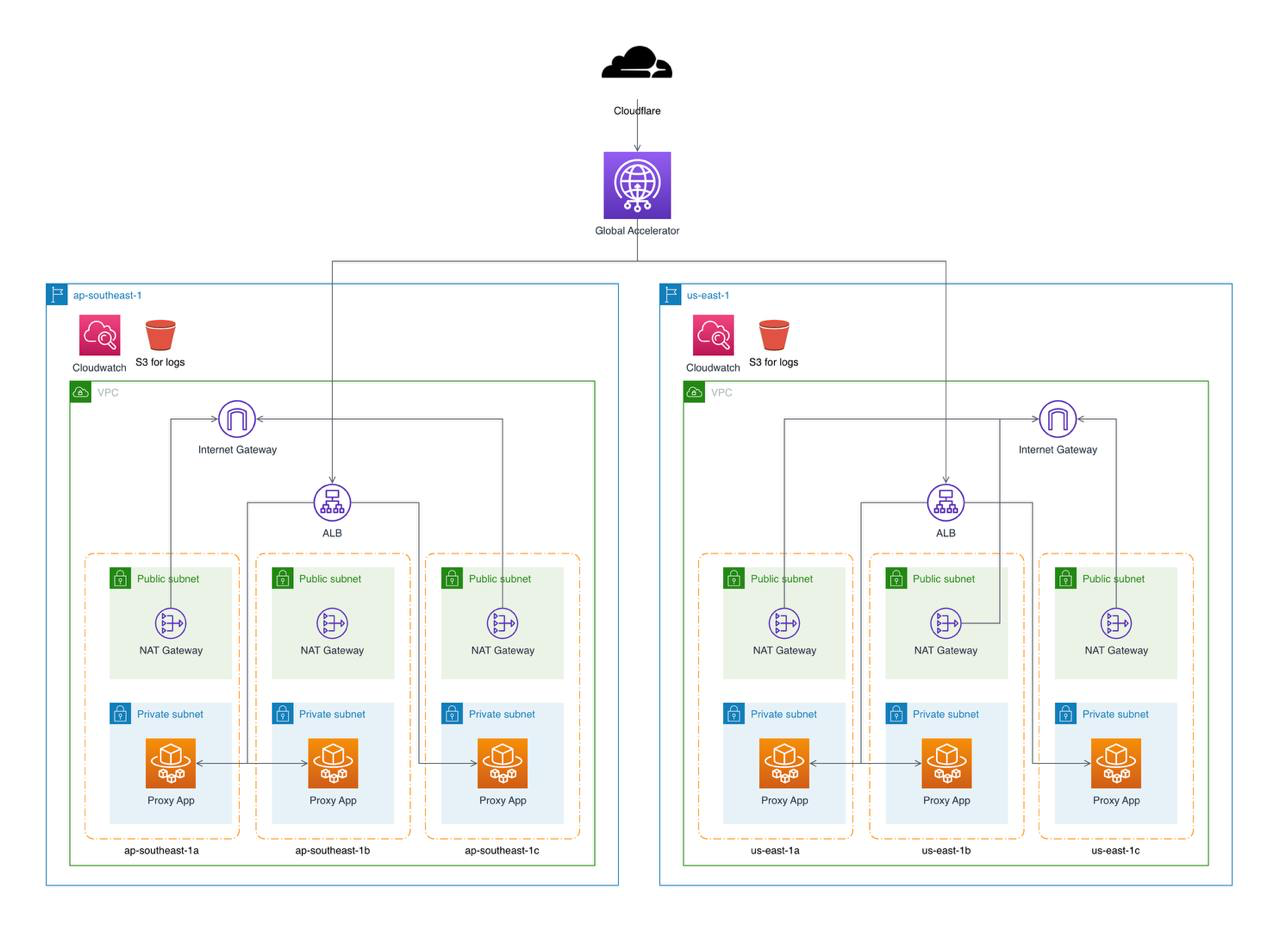 Cloudflare
Global Accelerator
ap-southeast-1
Cloudwatch
S3 for logs
VPC
Internet Gateway
ALB
Public subnet
NAT Gateway
Public subnet
NAT Gateway
Public subnet
NAT Gateway
Private subnet
Proxy App
Private subnet
Proxy App
Private subnet
Proxy App
ap-southeast-1a
ap-southeast-1b
ap-southeast-1c
us-east-1
Cloudwatch
S3 for logs
VPC
Internet Gateway
ALB
Public subnet
NAT Gateway
Public subnet
NAT Gateway
Public subnet
NAT Gateway
Private subnet
Proxy App
Private subnet
Proxy App
Private subnet
Proxy App
us-east-1a
us-east-1b
us-east-1c